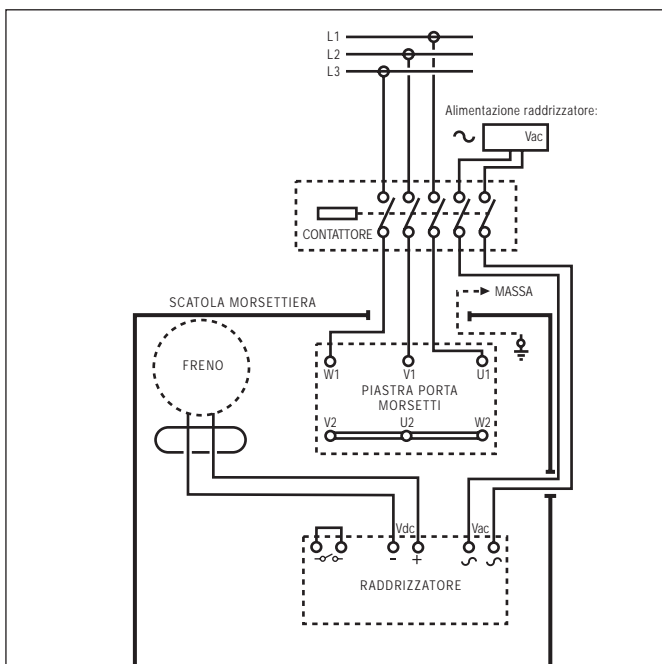 L1
L2
L3
Alimentazione raddrizzatore:
Vac
CONTATTORE
MASSA
SCATOLA MORSETTIERA
FRENO
W1 V1 U1
PIASTRA PORTA
MORSETTI
V2 U2 W2
Vdc Vac
- +
RADDRIZZATORE